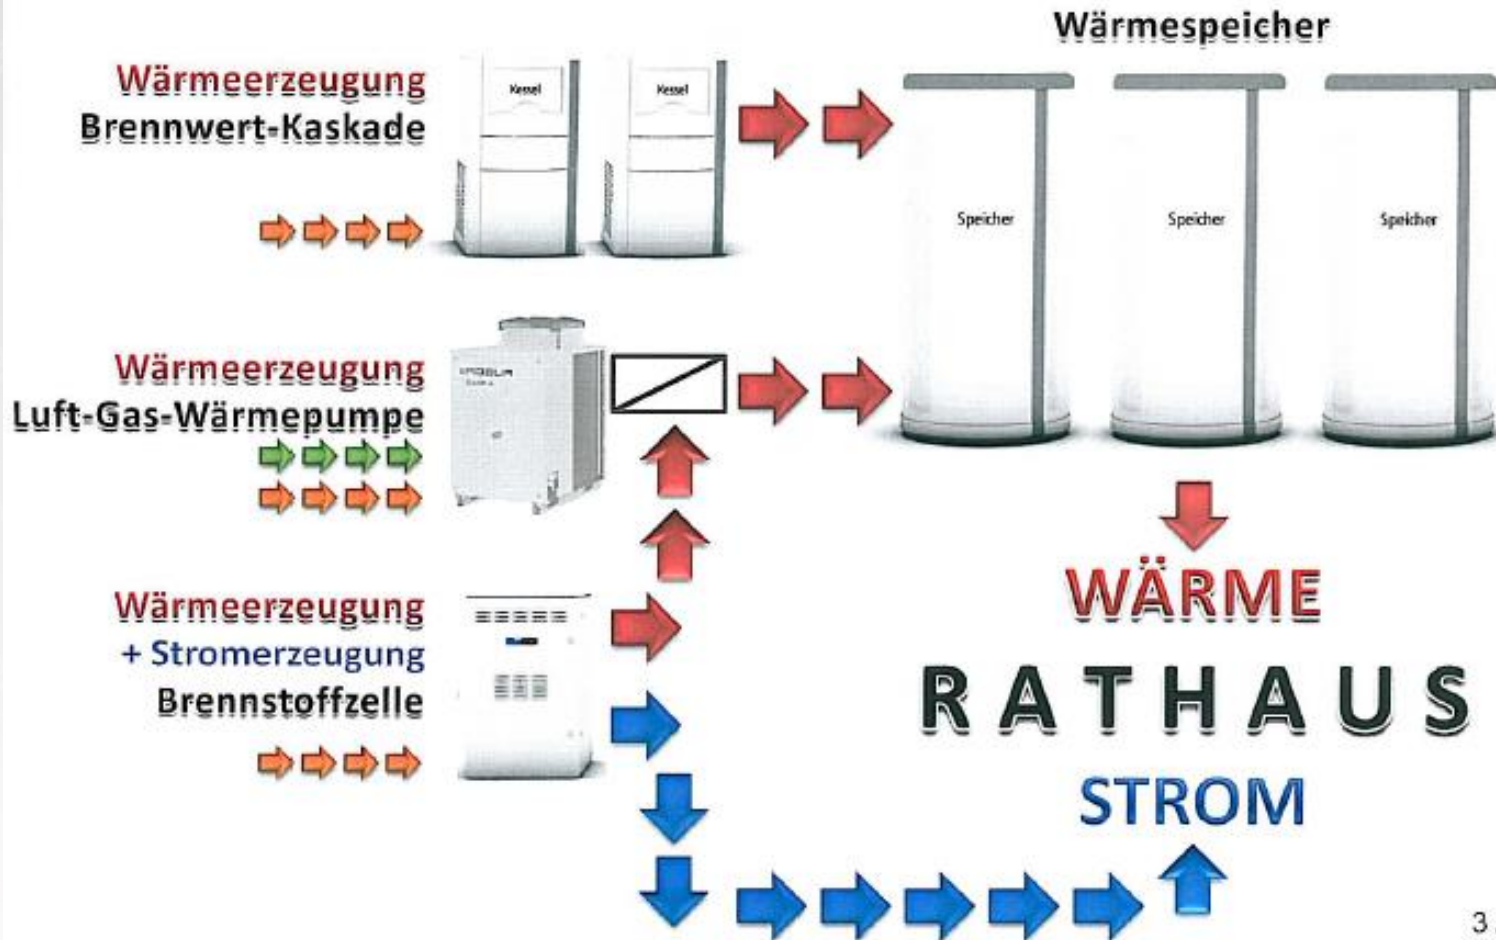 Wärmespeicher
Wärmeerzeugung
Brennwert-Kaskade
Kessel
Kessel
Speicher
Speicher
Speicher
Wärmeerzeugung
Luft-Gas-Wärmepumpe
Wärmeerzeugung
+ Stromerzeugung
Brennstoffzelle
WÄRME
RATHAUS
STROM
3